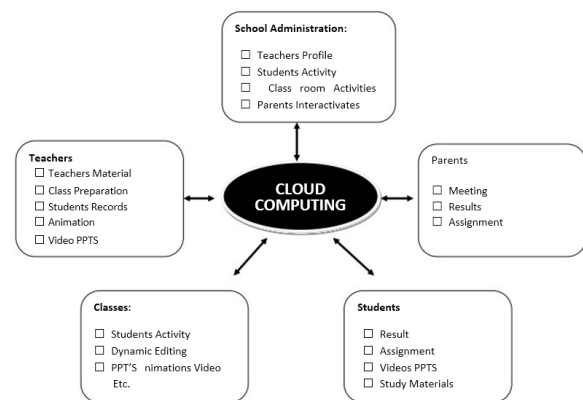 School Administration:
☐ Teachers Profile
☐ Students Activity
☐ Class room Activities
☐ Parents Interactivates
Teachers
☐ Teachers Material
☐ Class Preparation
☐ Students Records
☐ Animation
☐ Video PPTS
CLOUD
COMPUTING
Parents
☐ Meeting
☐ Results
☐ Assignment
Classes:
☐ Students Activity
☐ Dynamic Editing
☐ PPT'S nimations Video
Etc.
Students
☐ Result
☐ Assignment
☐ Videos PPTS
☐ Study Materials